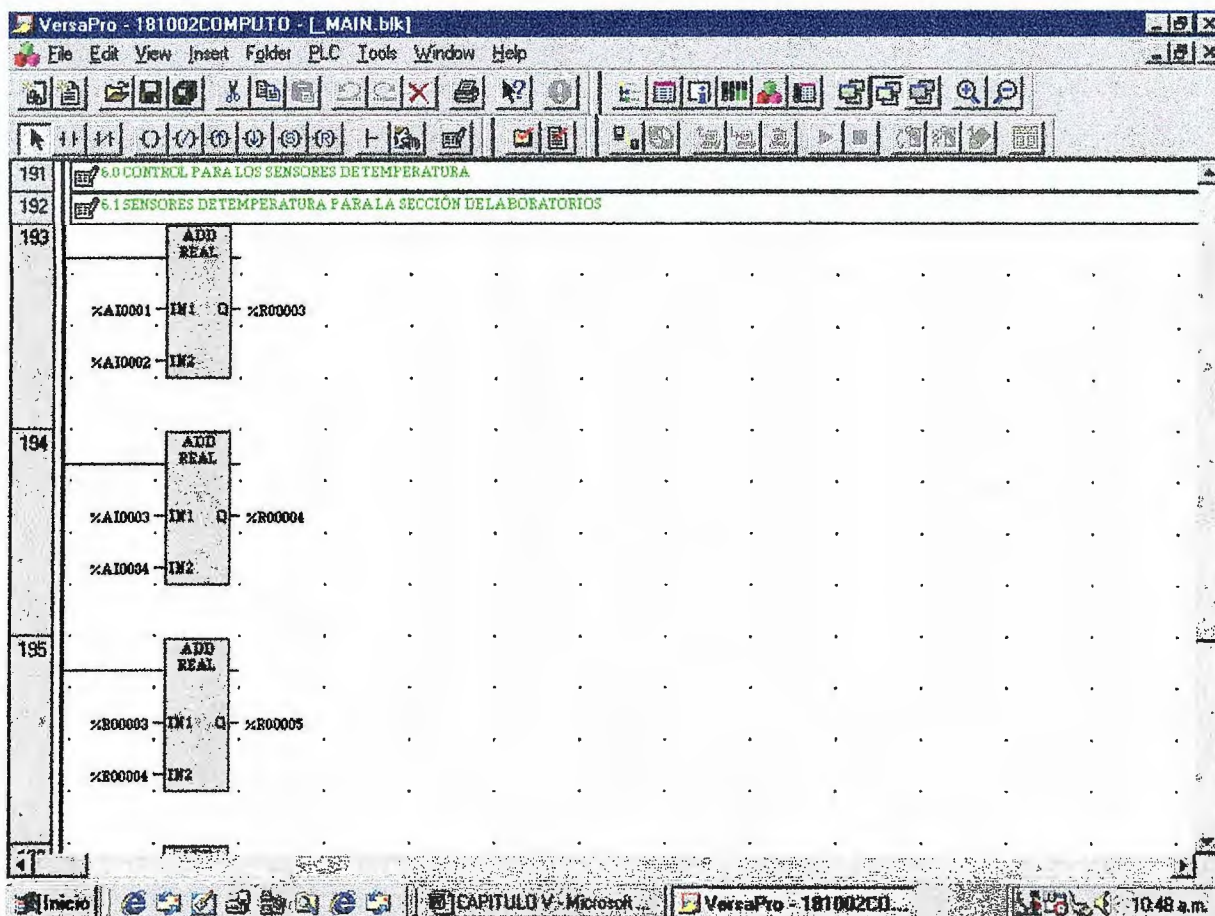 VersaPro - 181002COMPUTO - [_MAIN.blk]
File Edit View Insert Folder PLC Tools Window Help
191 6.0 CONTROL PARA LOS SENSORES DE TEMPERATURA
192 6.1 SENSORES DE TEMPERATURA PARA LA SECCIÓN DE LABORATORIOS
193
ADD
REAL
%AI0001 IN1 Q %R00003
%AI0002 IN2
194
ADD
REAL
%AI0003 IN1 Q %R00004
%AI0034 IN2
195
ADD
REAL
%R00003 IN1 Q %R00005
%R00004 IN2
Inicio CAPITULO V - Microsoft ... VersaPro - 181002CO... 10:48 a.m.